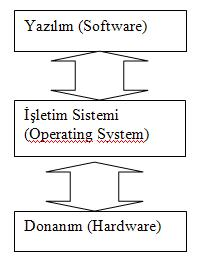 Yazılım (Software)
İşletim Sistemi
(Operating System)
Donanım (Hardware)